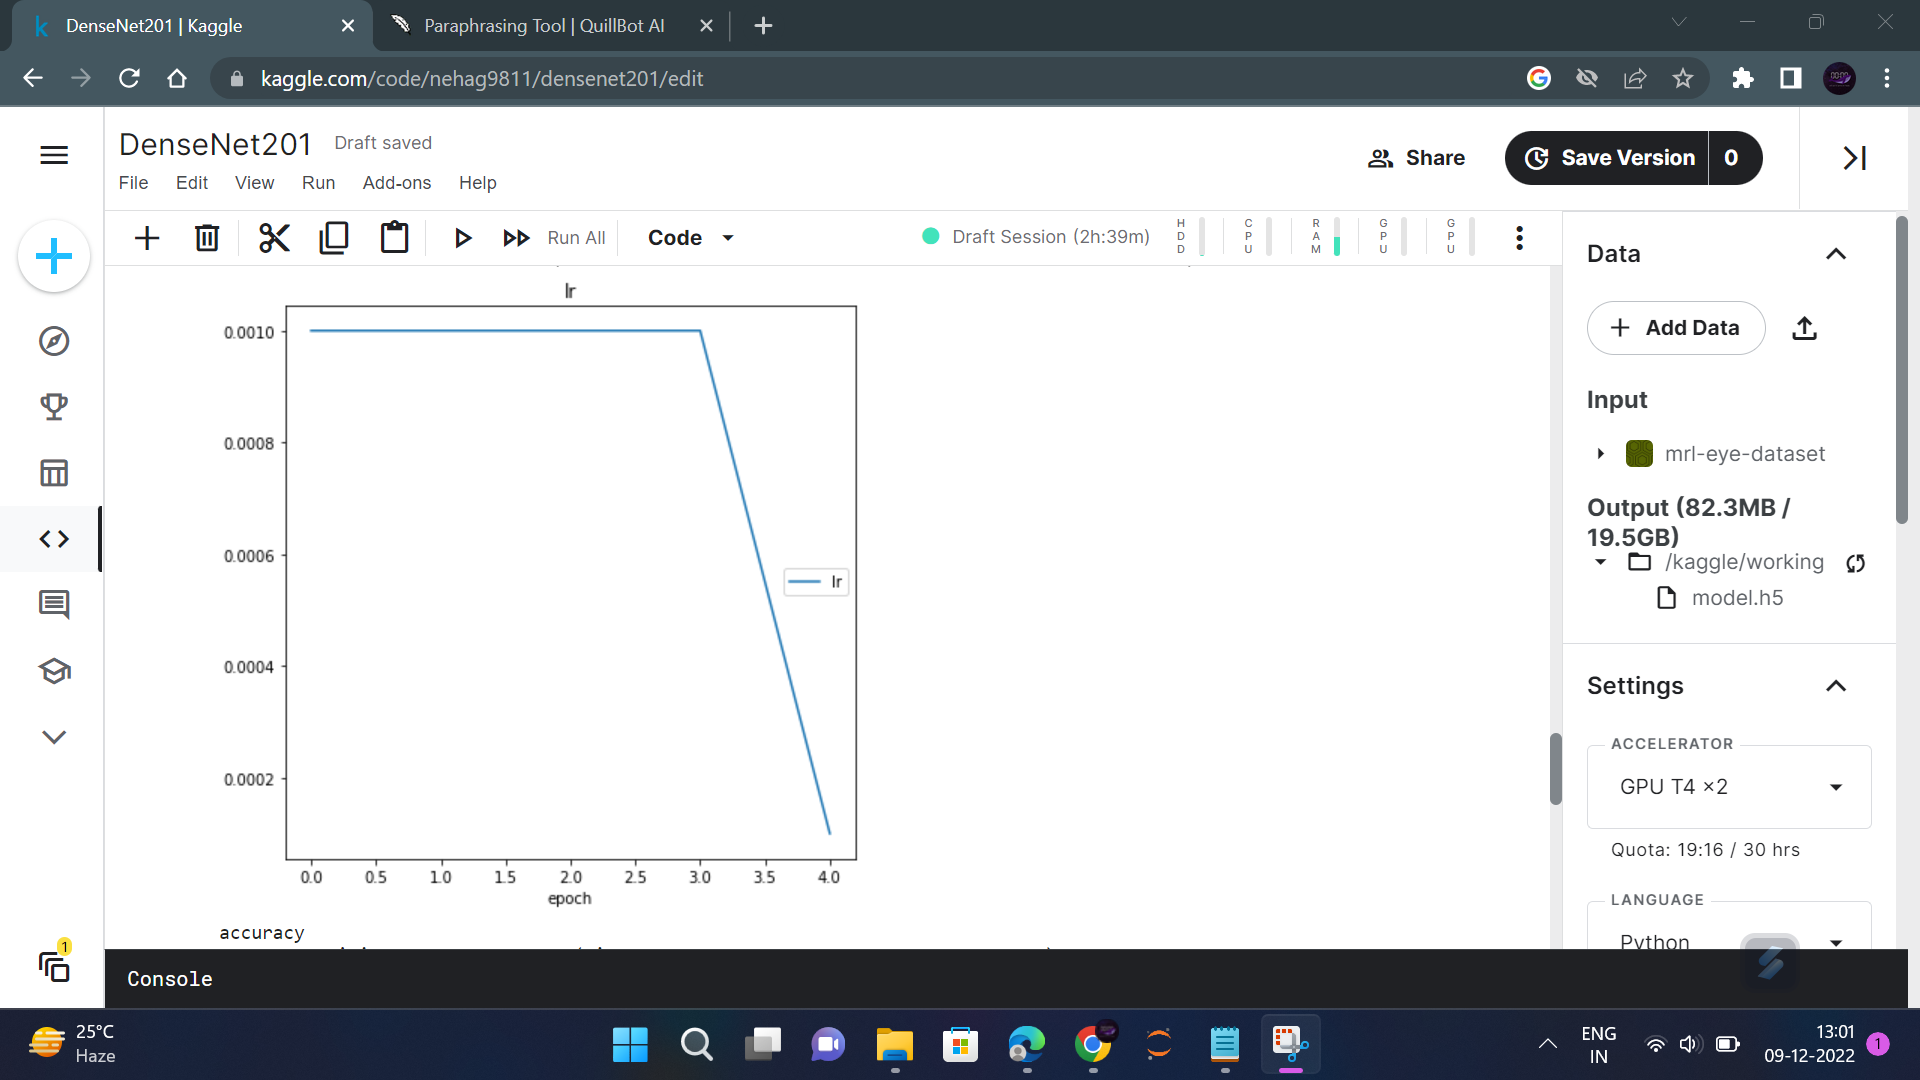 DenseNet201 | Kaggle
Paraphrasing Tool | QuillBot AI
kaggle.com/code/nehag9811/densenet201/edit
DenseNet201 Draft saved
File Edit View Run Add-ons Help
Share
Save Version 0
Run All
Code
Draft Session (2h:39m)
HDD
CPU
RAM
GPU
GPU
lr
0.0010
0.0008
0.0006
0.0004
0.0002
lr
0.0 0.5 1.0 1.5 2.0 2.5 3.0 3.5 4.0
epoch
accuracy
Console
Data
Add Data
Input
mrl-eye-dataset
Output (82.3MB /
19.5GB)
/kaggle/working
model.h5
Settings
ACCELERATOR
GPU T4 ×2
Quota: 19:16 / 30 hrs
LANGUAGE
Python
1
25°C
Haze
ENG
IN
13:01
09-12-2022
1